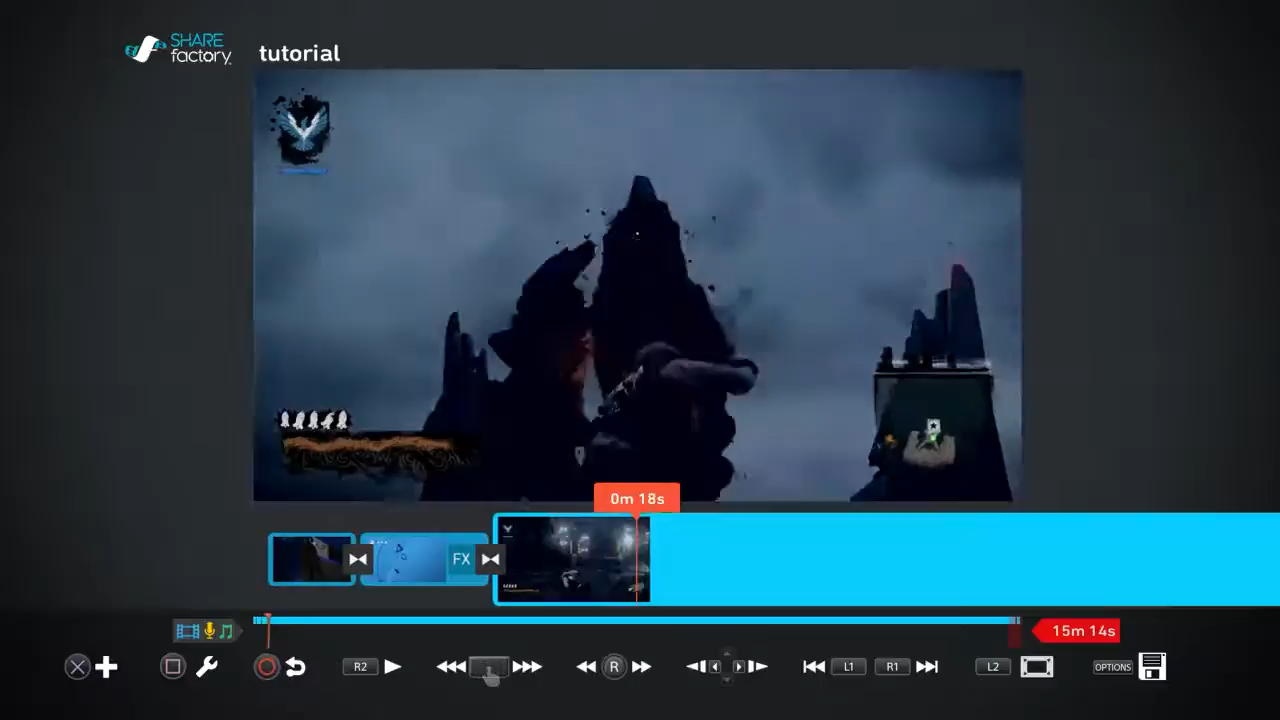 SHARE
factory
tutorial
0m 18s
FX
15m 14s
R2
R
L1
R1
L2
OPTIONS